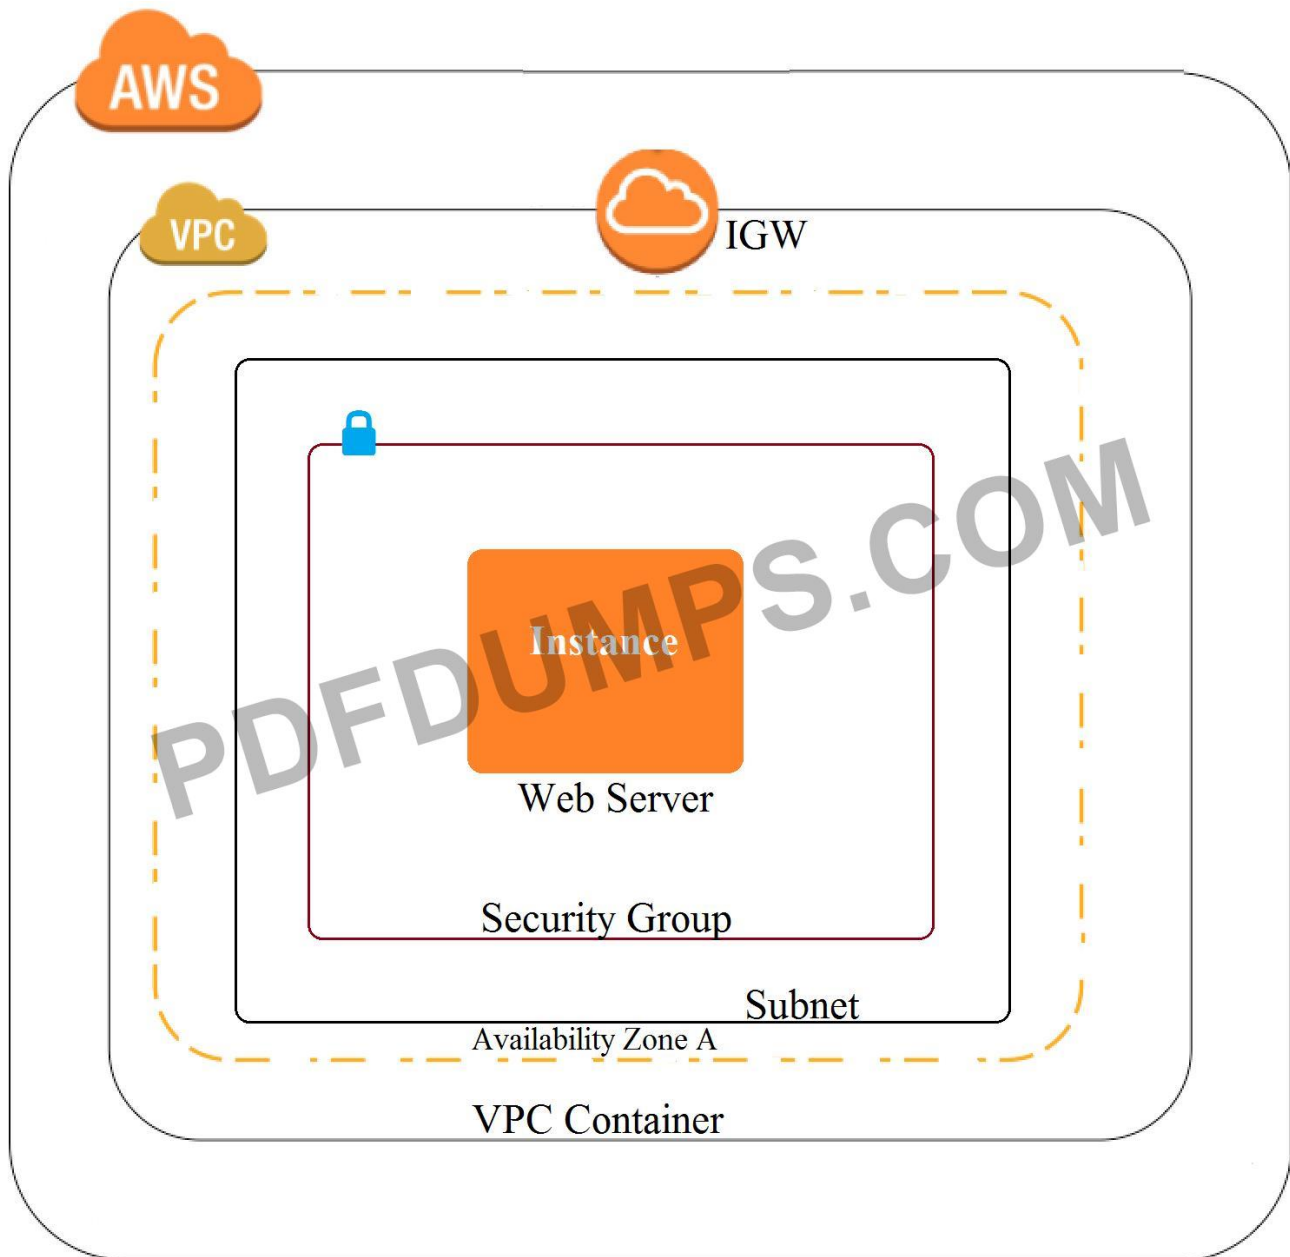 AWS
VPC
IGW
Instance
PDFDUMPS.COM
Web Server
Security Group
Subnet
Availability Zone A
VPC Container